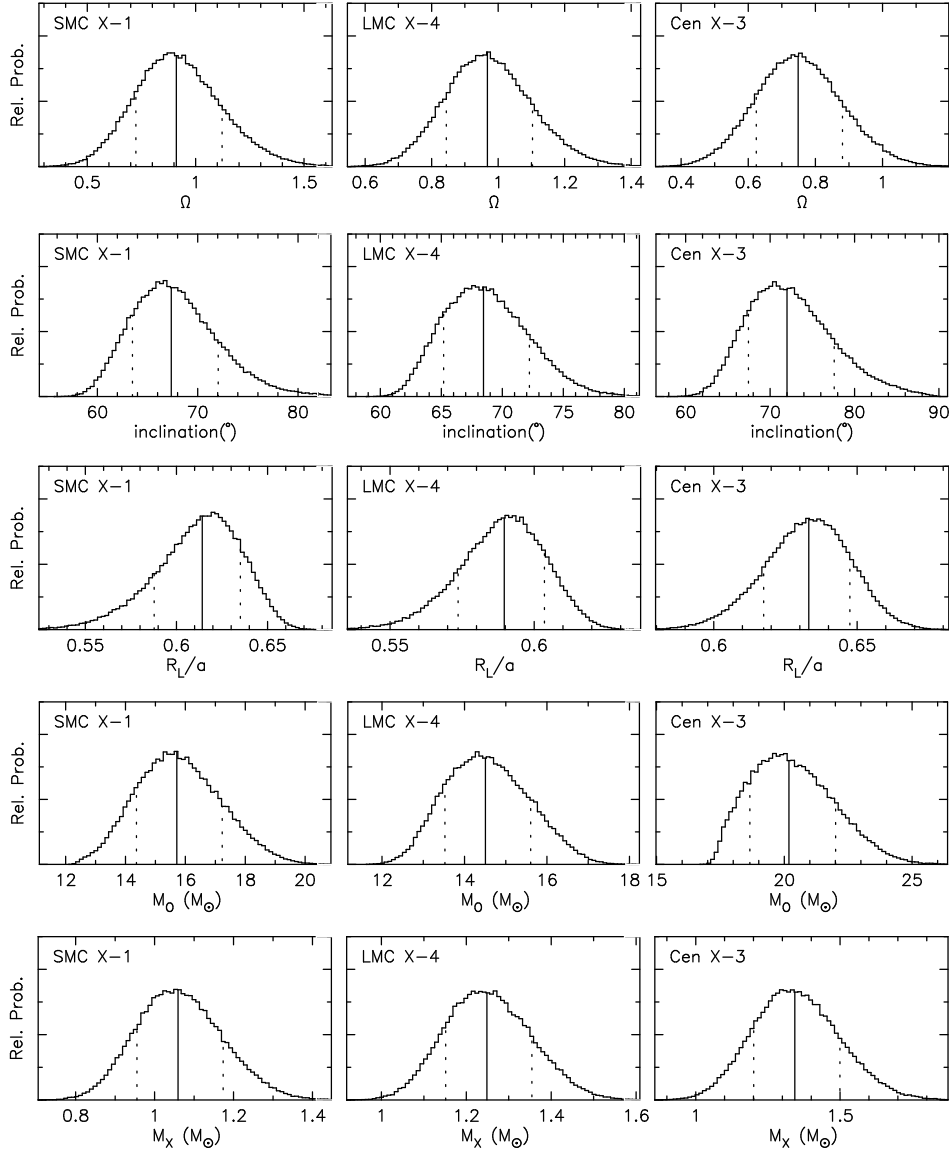 SMC X-1 LMC X-4 Cen X-3
Rel. Prob.
0.5 1 1.5 0.6 0.8 1 1.2 1.4 0.4 0.6 0.8 1
Ω Ω Ω
SMC X-1 LMC X-4 Cen X-3
Rel. Prob.
60 70 80 60 65 70 75 80 60 70 80 90
inclination(°) inclination(°) inclination(°)
SMC X-1 LMC X-4 Cen X-3
Rel. Prob.
0.55 0.6 0.65 0.55 0.6 0.6 0.65
R_L/a R_L/a R_L/a
SMC X-1 LMC X-4 Cen X-3
Rel. Prob.
12 14 16 18 20 12 14 16 18 15 20 25
M_O (M_⊙) M_O (M_⊙) M_O (M_⊙)
SMC X-1 LMC X-4 Cen X-3
Rel. Prob.
0.8 1 1.2 1.4 1 1.2 1.4 1.6 1 1.5
M_X (M_⊙) M_X (M_⊙) M_X (M_⊙)